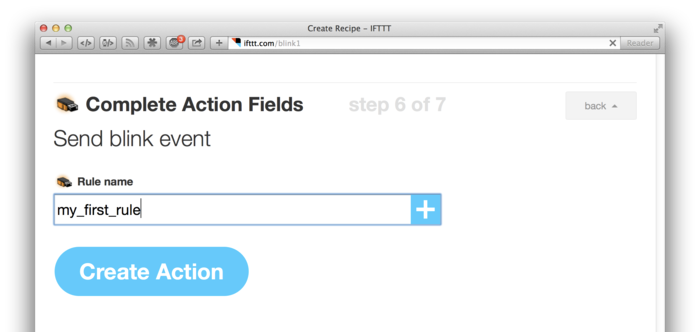 Create Recipe – IFTTT
3
ifttt.com/blink1
Reader
Complete Action Fields
step 6 of 7
back
Send blink event
Rule name
my_first_rule
Create Action